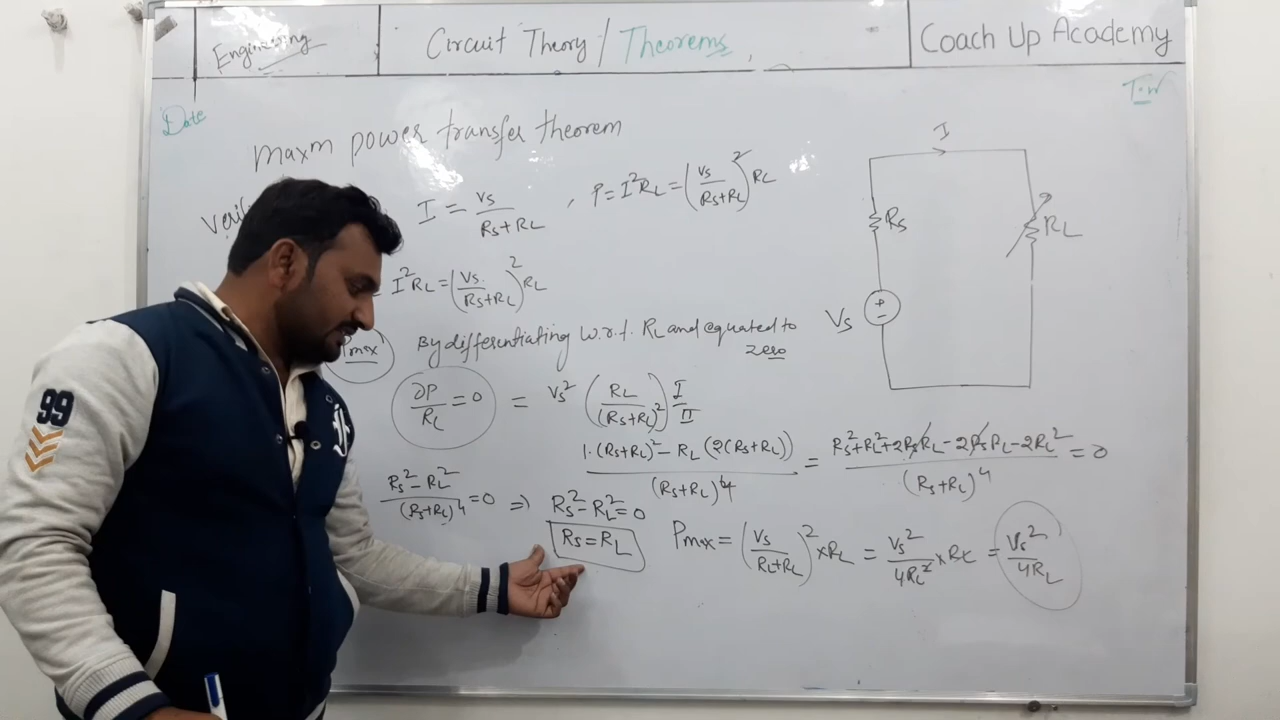 Engineering
Circuit Theory / Theorems
Coach Up Academy
Date
maxm power transfer theorem
I = Vs/(Rs+RL) , P = I²RL = (Vs/(Rs+RL))² RL
I²RL = (Vs/(Rs+RL))² RL
Pmax
By differentiating w.r.t. RL and equated to
zero
∂P/RL = 0 = Vs² (RL/(Rs+RL)²) I/II
(1.(Rs+RL)² - RL(2(Rs+RL)))/(Rs+RL)⁴ = (Rs²+RL²+2RsRL-2RsRL-2RL²)/(Rs+RL)⁴ = 0
(Rs²-RL²)/(Rs+RL)⁴ = 0 ⇒ Rs²-RL² = 0
Rs = RL
Pmax = (Vs/(RL+RL))² × RL = Vs²/4RL² × RL = Vs²/4RL
I
Rs
RL
Vs
+
-
99